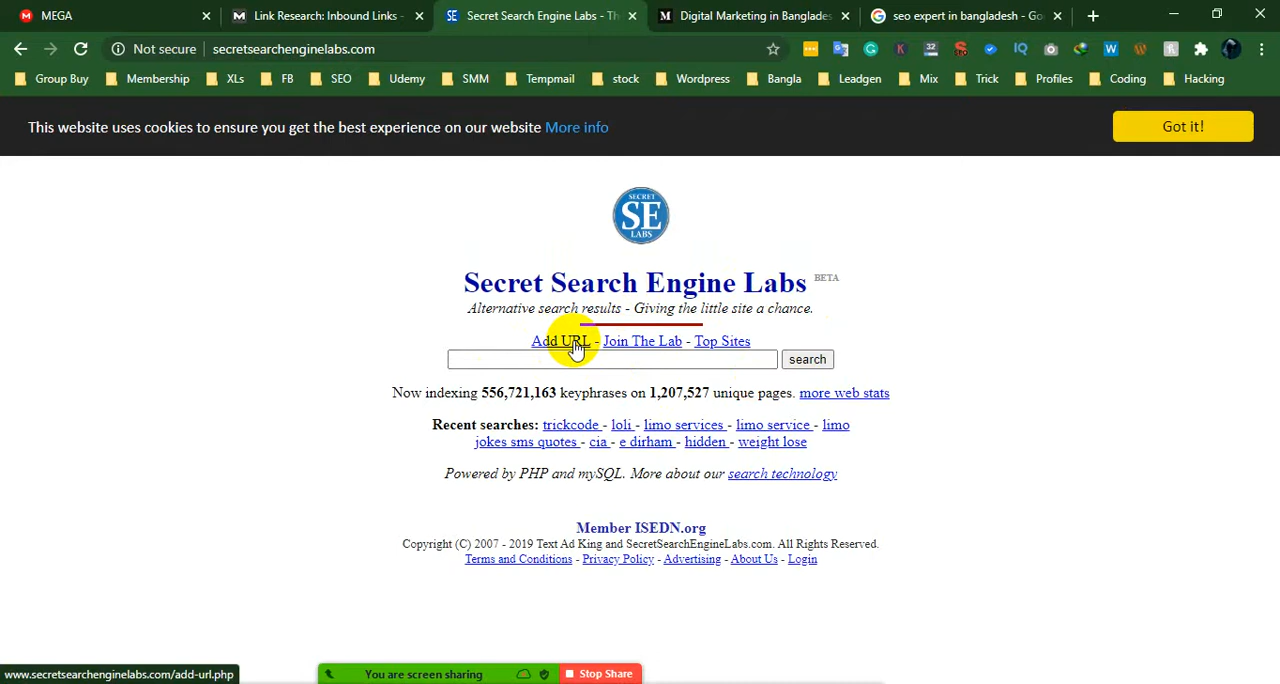 MEGA
Link Research: Inbound Links -
Secret Search Engine Labs - Th
Digital Marketing in Banglades
seo expert in bangladesh - Go
Not secure
secretsearchenginelabs.com
Group Buy
Membership
XLs
FB
SEO
Udemy
SMM
Tempmail
stock
Wordpress
Bangla
Leadgen
Mix
Trick
Profiles
Coding
Hacking
This website uses cookies to ensure you get the best experience on our website More info
Got it!
SECRET
SE
LABS
Secret Search Engine Labs BETA
Alternative search results - Giving the little site a chance.
Add URL - Join The Lab - Top Sites
search
Now indexing 556,721,163 keyphrases on 1,207,527 unique pages. more web stats
Recent searches: trickcode - loli - limo services - limo service - limo
jokes sms quotes - cia - e dirham - hidden - weight lose
Powered by PHP and mySQL. More about our search technology
Member ISEDN.org
Copyright (C) 2007 - 2019 Text Ad King and SecretSearchEngineLabs.com. All Rights Reserved.
Terms and Conditions - Privacy Policy - Advertising - About Us - Login
www.secretsearchenginelabs.com/add-url.php
You are screen sharing
Stop Share